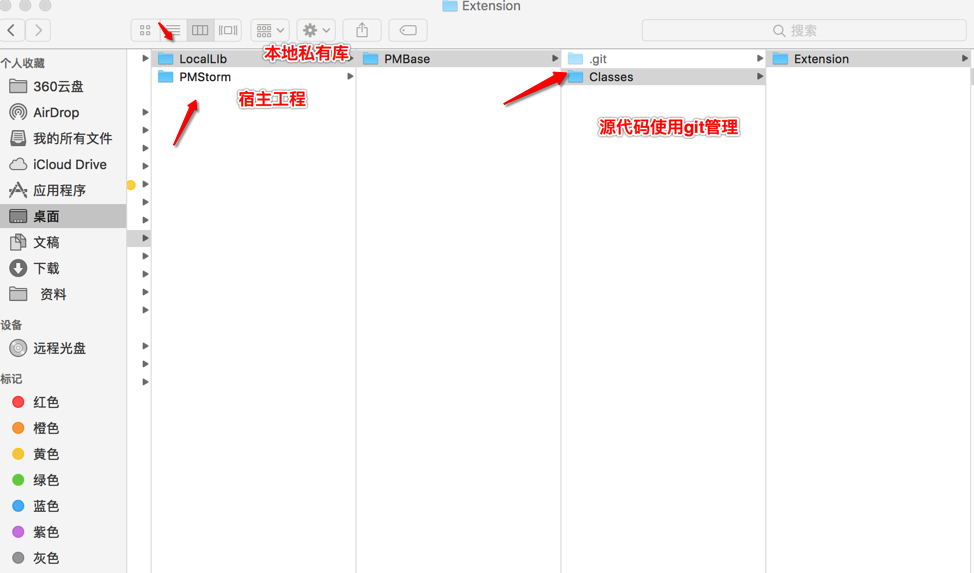 Extension
搜索
本地私有库
个人收藏
360云盘
AirDrop
我的所有文件
iCloud Drive
应用程序
桌面
文稿
下载
资料
设备
远程光盘
标记
红色
橙色
黄色
绿色
蓝色
紫色
灰色
LocalLIb
PMStorm
宿主工程
PMBase
.git
Classes
源代码使用git管理
Extension